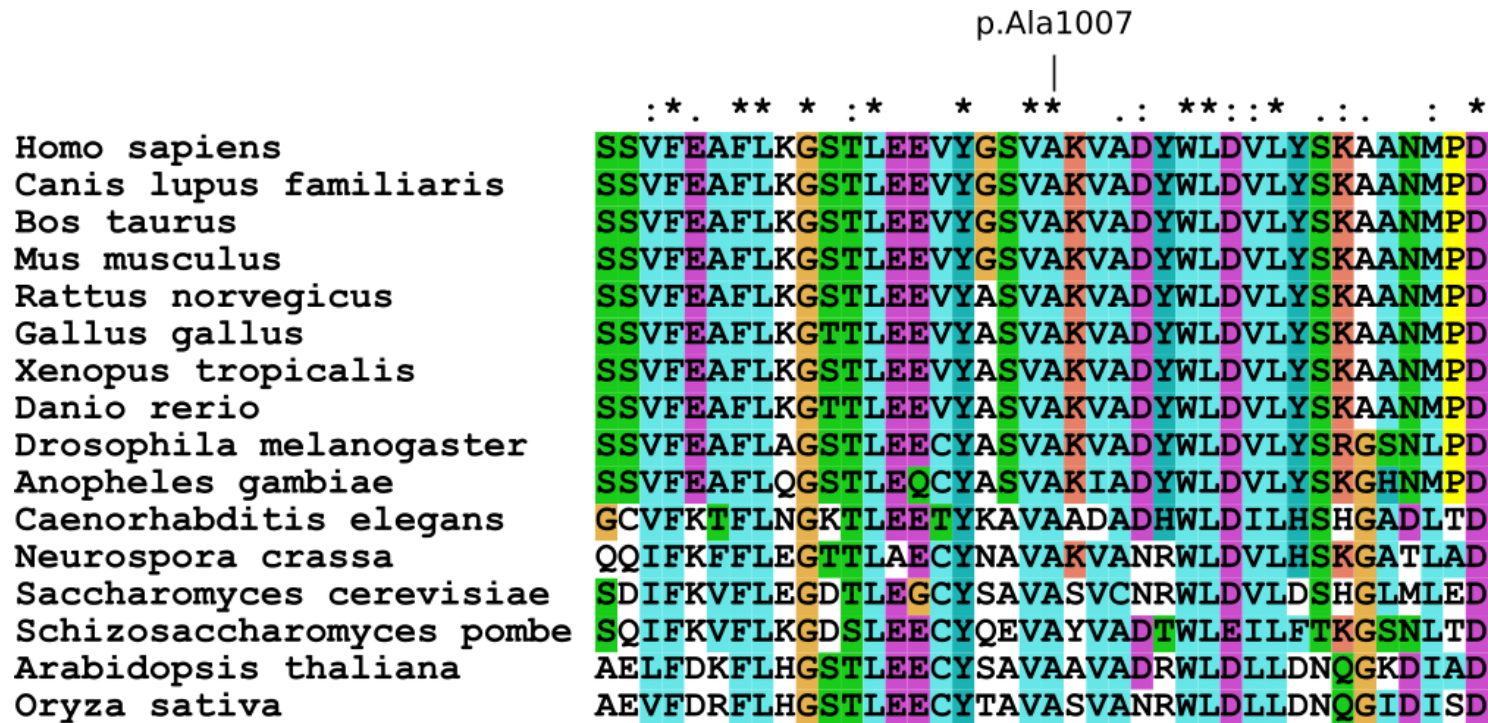 p.Ala1007
:*. ** * :* * ** .: **::* .:. : *
Homo sapiens SSVFEAFLKGSTLEEVYGSVAKVADYWLDVLYSKAANMPD
Canis lupus familiaris SSVFEAFLKGSTLEEVYGSVAKVADYWLDVLYSKAANMPD
Bos taurus SSVFEAFLKGSTLEEVYGSVAKVADYWLDVLYSKAANMPD
Mus musculus SSVFEAFLKGSTLEEVYGSVAKVADYWLDVLYSKAANMPD
Rattus norvegicus SSVFEAFLKGSTLEEVYASVAKVADYWLDVLYSKAANMPD
Gallus gallus SSVFEAFLKGTTLEEVYASVAKVADYWLDVLYSKAANMPD
Xenopus tropicalis SSVFEAFLKGSTLEEVYASVAKVADYWLDVLYSKAANMPD
Danio rerio SSVFEAFLKGTTLEEVYASVAKVADYWLDVLYSKAANMPD
Drosophila melanogaster SSVFEAFLAGSTLEECYASVAKVADYWLDVLYSRGSNLPD
Anopheles gambiae SSVFEAFLQGSTLEQCYASVAKIADYWLDVLYSKGHNMPD
Caenorhabditis elegans GCVFKTFLNGKTLEETYKAVAADADHWLDILHSHGADLTD
Neurospora crassa QQIFKFFLEGTTLAECYNAVAKVANRWLDVLHSKGATLAD
Saccharomyces cerevisiae SDIFKVFLEGDTLEGCYSAVASVCNRWLDVLDSHGLMLED
Schizosaccharomyces pombe SQIFKVFLKGDSLEECYQEVAYVADTWLEILFTKGSNLTD
Arabidopsis thaliana AELFDKFLHGSTLEECYSAVAAVADRWLDLLDNQGKDIAD
Oryza sativa AEVFDRFLHGSTLEECYTAVASVANRWLDLLDNQGIDISD